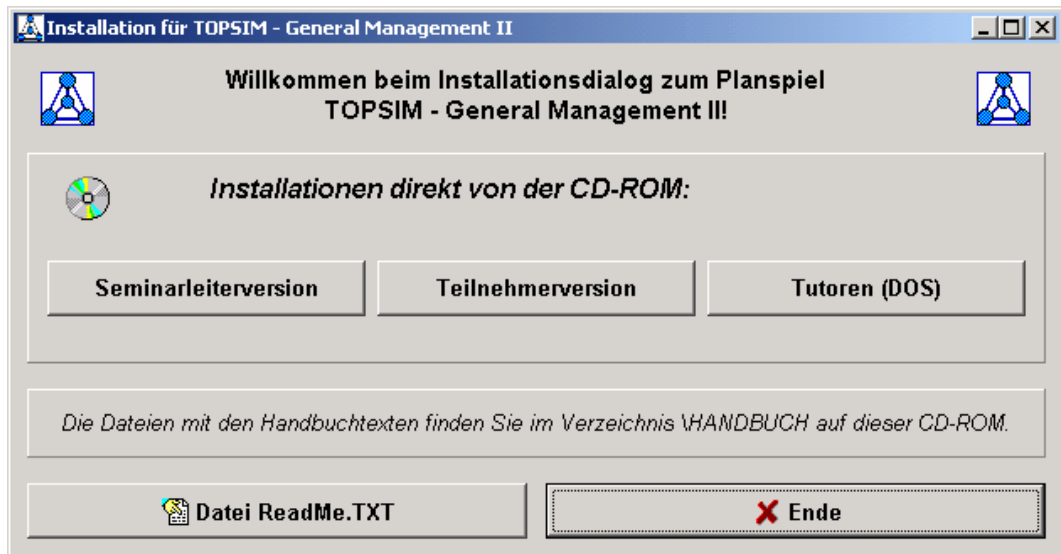 Installation für TOPSIM - General Management II
Willkommen beim Installationsdialog zum Planspiel
TOPSIM - General Management II!
Installationen direkt von der CD-ROM:
Seminarleiterversion
Teilnehmerversion
Tutoren (DOS)
Die Dateien mit den Handbuchtexten finden Sie im Verzeichnis \HANDBUCH auf dieser CD-ROM.
Datei ReadMe.TXT
Ende